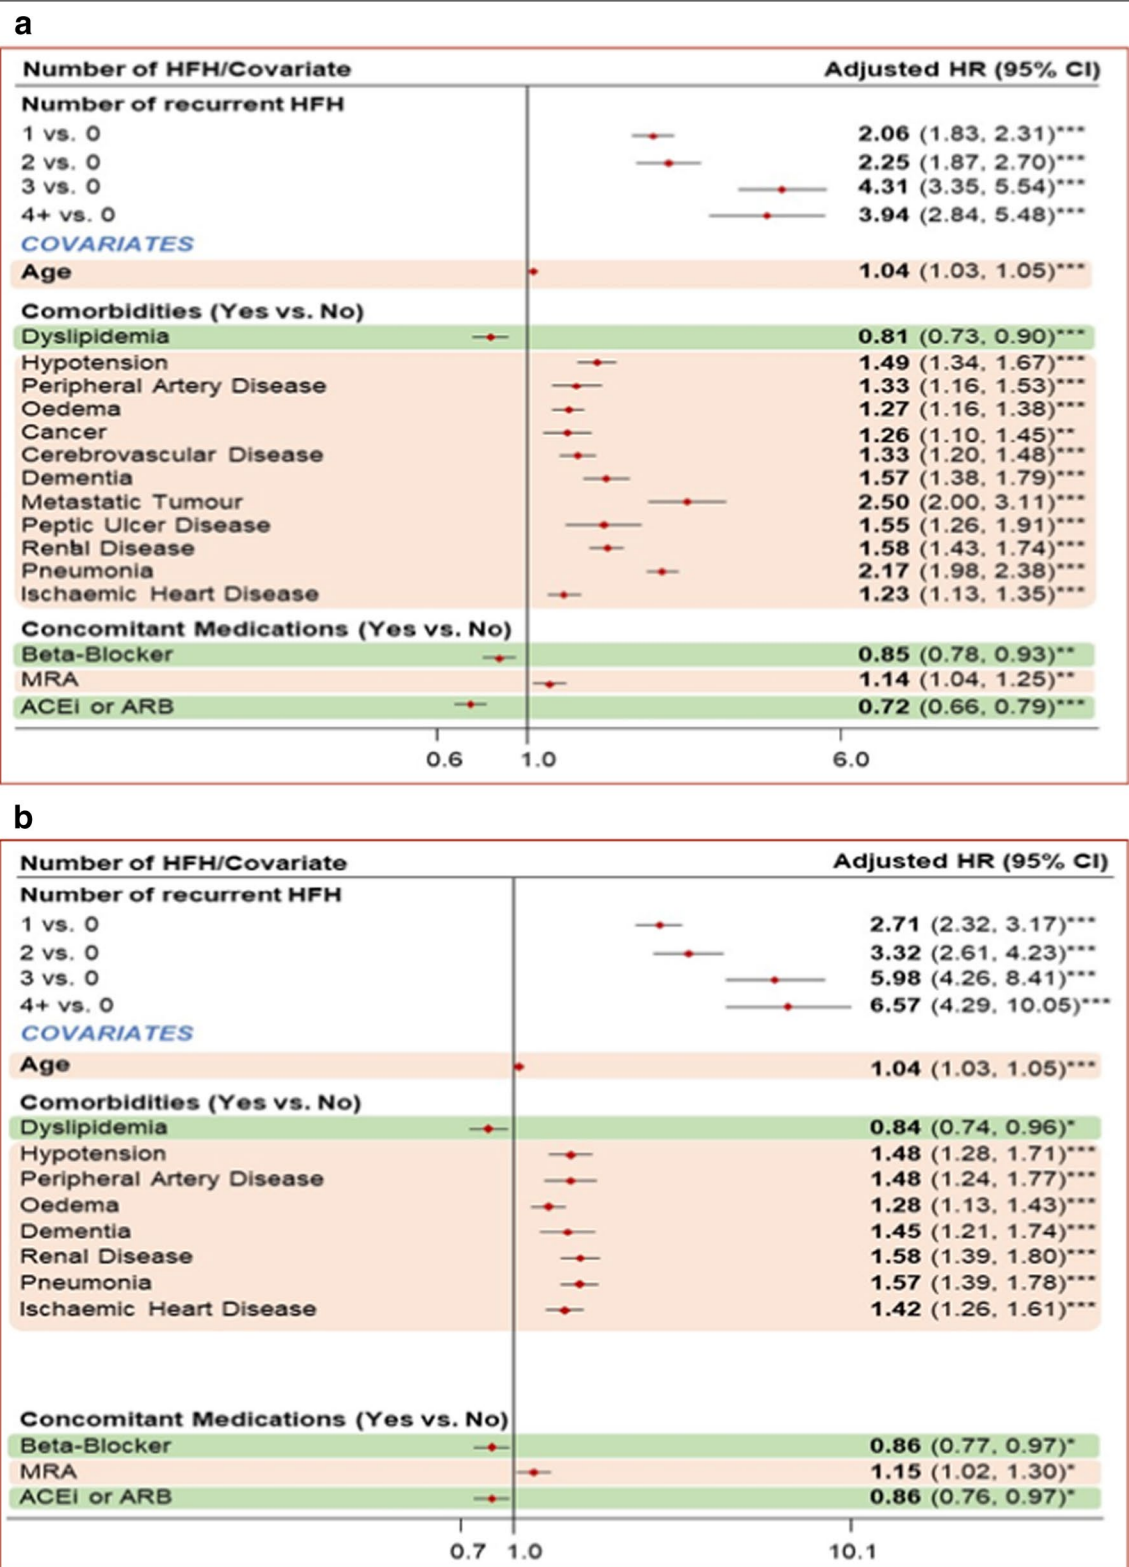 a
Number of HFH/Covariate Adjusted HR (95% CI)
Number of recurrent HFH
1 vs. 0 2.06 (1.83, 2.31)***
2 vs. 0 2.25 (1.87, 2.70)***
3 vs. 0 4.31 (3.35, 5.54)***
4+ vs. 0 3.94 (2.84, 5.48)***
COVARIATES
Age 1.04 (1.03, 1.05)***
Comorbidities (Yes vs. No)
Dyslipidemia 0.81 (0.73, 0.90)***
Hypotension 1.49 (1.34, 1.67)***
Peripheral Artery Disease 1.33 (1.16, 1.53)***
Oedema 1.27 (1.16, 1.38)***
Cancer 1.26 (1.10, 1.45)**
Cerebrovascular Disease 1.33 (1.20, 1.48)***
Dementia 1.57 (1.38, 1.79)***
Metastatic Tumour 2.50 (2.00, 3.11)***
Peptic Ulcer Disease 1.55 (1.26, 1.91)***
Renal Disease 1.58 (1.43, 1.74)***
Pneumonia 2.17 (1.98, 2.38)***
Ischaemic Heart Disease 1.23 (1.13, 1.35)***
Concomitant Medications (Yes vs. No)
Beta-Blocker 0.85 (0.78, 0.93)**
MRA 1.14 (1.04, 1.25)**
ACEi or ARB 0.72 (0.66, 0.79)***
0.6 1.0 6.0
b
Number of HFH/Covariate Adjusted HR (95% CI)
Number of recurrent HFH
1 vs. 0 2.71 (2.32, 3.17)***
2 vs. 0 3.32 (2.61, 4.23)***
3 vs. 0 5.98 (4.26, 8.41)***
4+ vs. 0 6.57 (4.29, 10.05)***
COVARIATES
Age 1.04 (1.03, 1.05)***
Comorbidities (Yes vs. No)
Dyslipidemia 0.84 (0.74, 0.96)*
Hypotension 1.48 (1.28, 1.71)***
Peripheral Artery Disease 1.48 (1.24, 1.77)***
Oedema 1.28 (1.13, 1.43)***
Dementia 1.45 (1.21, 1.74)***
Renal Disease 1.58 (1.39, 1.80)***
Pneumonia 1.57 (1.39, 1.78)***
Ischaemic Heart Disease 1.42 (1.26, 1.61)***
Concomitant Medications (Yes vs. No)
Beta-Blocker 0.86 (0.77, 0.97)*
MRA 1.15 (1.02, 1.30)*
ACEi or ARB 0.86 (0.76, 0.97)*
0.7 1.0 10.1